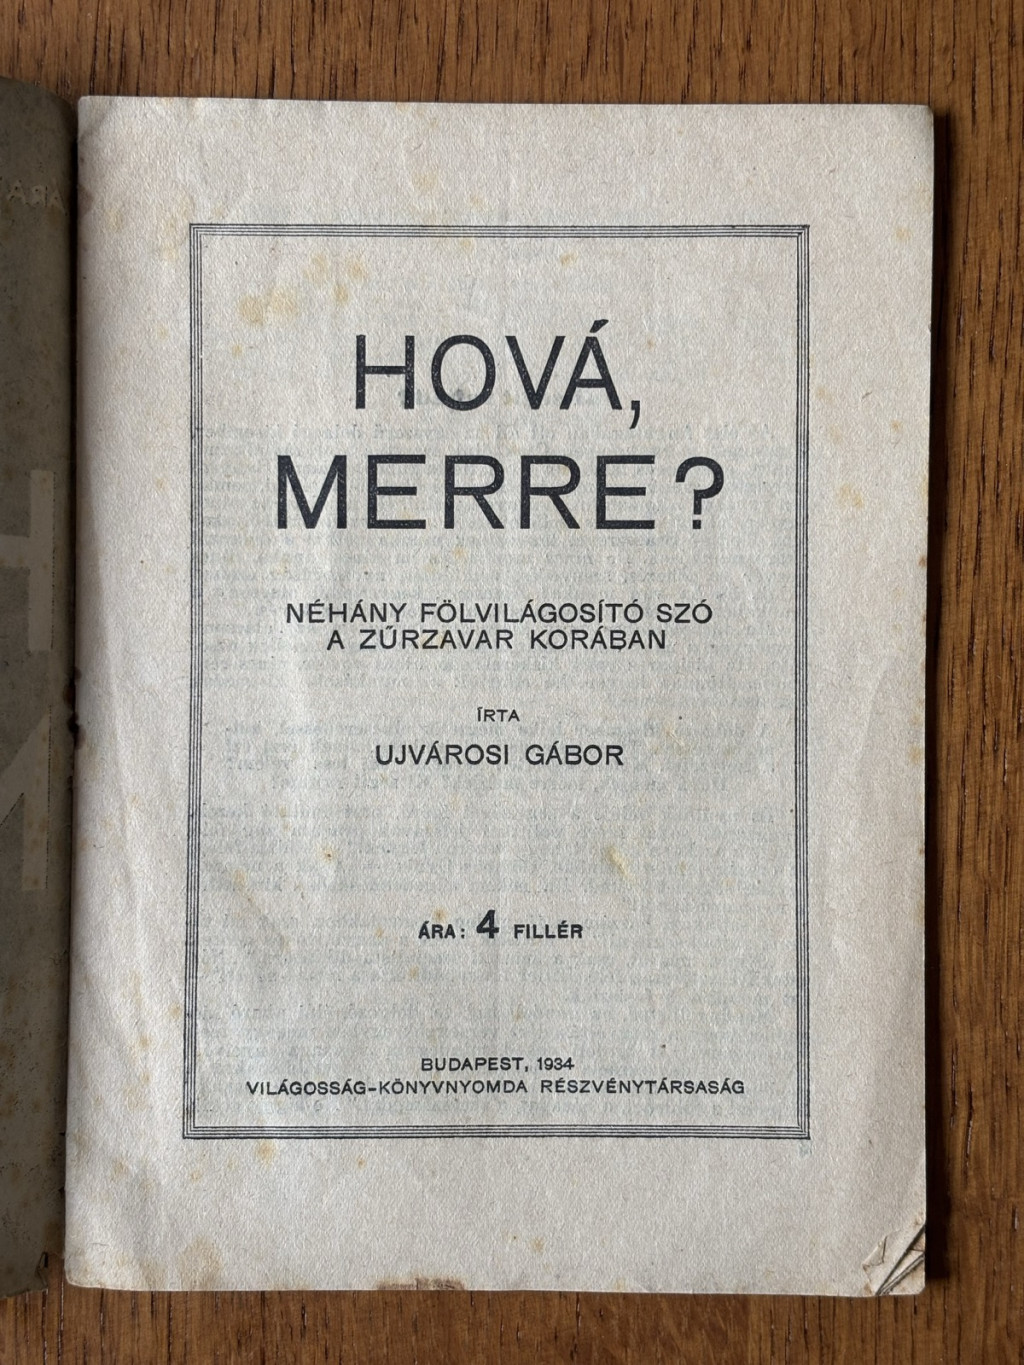 HOVÁ,
MERRE?
NÉHÁNY FÖLVILÁGOSÍTÓ SZÓ
A ZŰRZAVAR KORÁBAN
ÍRTA
UJVÁROSI GÁBOR
ÁRA: 4 FILLÉR
BUDAPEST, 1934
VILÁGOSSÁG-KÖNYVNYOMDA RÉSZVÉNYTÁRSASÁG